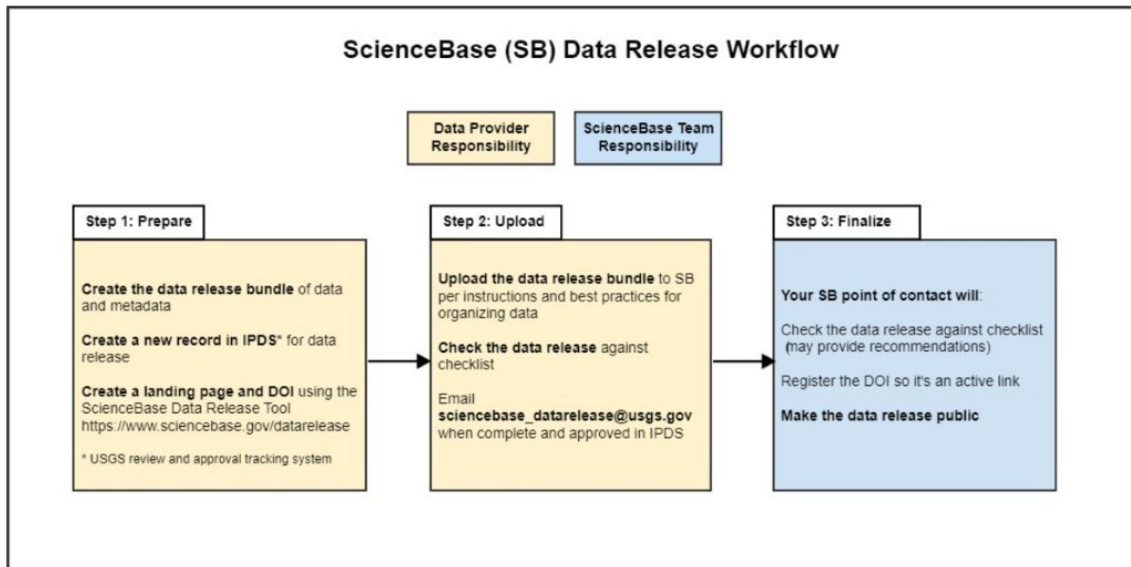 ScienceBase (SB) Data Release Workflow
Data Provider
Responsibility
ScienceBase Team
Responsibility
Step 1: Prepare
Create the data release bundle of data
and metadata
Create a new record in IPDS* for data
release
Create a landing page and DOI using the
ScienceBase Data Release Tool
https://www.sciencebase.gov/datarelease
* USGS review and approval tracking system
Step 2: Upload
Upload the data release bundle to SB
per instructions and best practices for
organizing data
Check the data release against
checklist
Email
sciencebase_datarelease@usgs.gov
when complete and approved in IPDS
Step 3: Finalize
Your SB point of contact will:
Check the data release against checklist
(may provide recommendations)
Register the DOI so it's an active link
Make the data release public